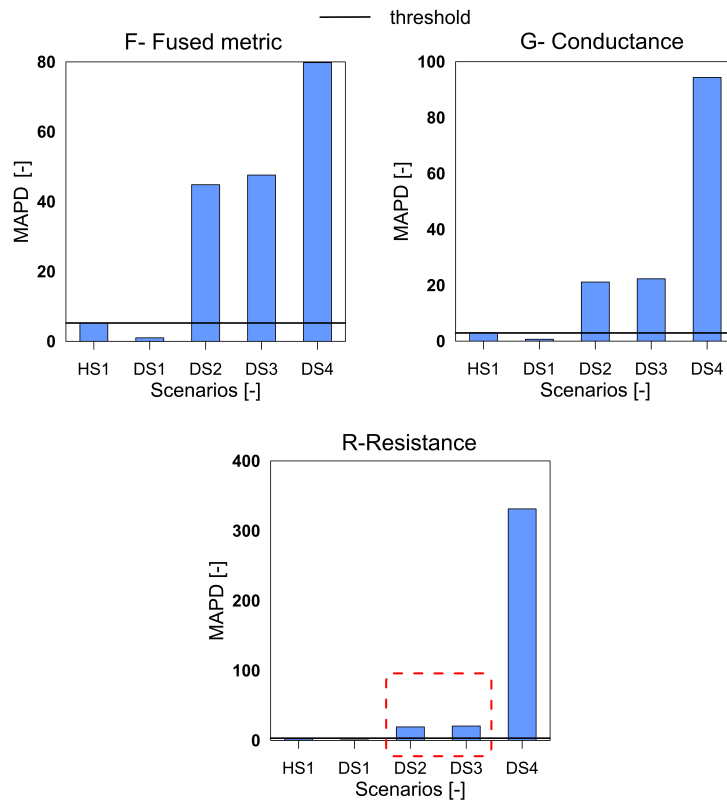 threshold
F- Fused metric
80
60
40
20
0
MAPD [-]
HS1 DS1 DS2 DS3 DS4
Scenarios [-]
G- Conductance
100
80
60
40
20
0
MAPD [-]
HS1 DS1 DS2 DS3 DS4
Scenarios [-]
R-Resistance
400
300
200
100
0
MAPD [-]
HS1 DS1 DS2 DS3 DS4
Scenarios [-]